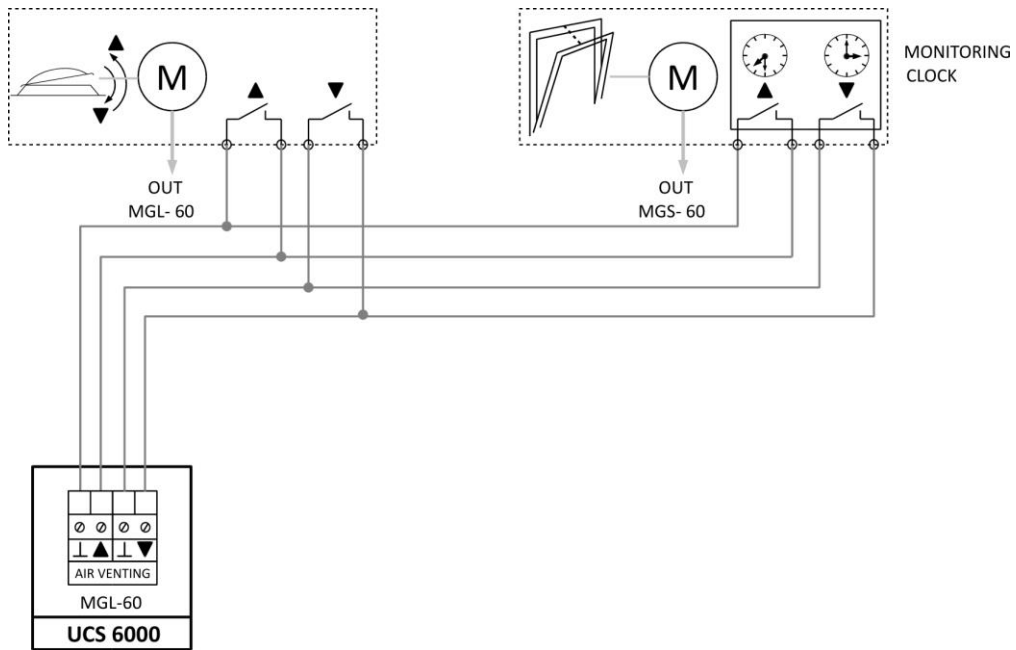 M
M
MONITORING
CLOCK
▲
▼
▲
▼
▲
▼
OUT
MGL- 60
OUT
MGS- 60
⊥ ▲ ⊥ ▼
AIR VENTING
MGL-60
UCS 6000